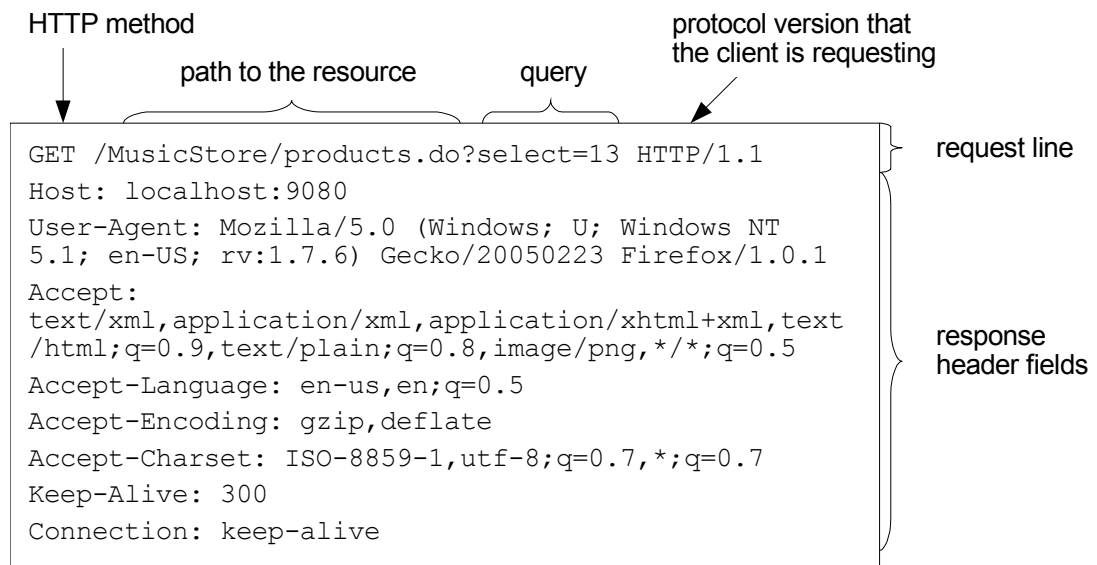 HTTP method
protocol version that
the client is requesting
path to the resource
query
GET /MusicStore/products.do?select=13 HTTP/1.1
request line
Host: localhost:9080
User-Agent: Mozilla/5.0 (Windows; U; Windows NT
5.1; en-US; rv:1.7.6) Gecko/20050223 Firefox/1.0.1
Accept:
text/xml,application/xml,application/xhtml+xml,text
/html;q=0.9,text/plain;q=0.8,image/png,*/*;q=0.5
response
header fields
Accept-Language: en-us,en;q=0.5
Accept-Encoding: gzip,deflate
Accept-Charset: ISO-8859-1,utf-8;q=0.7,*;q=0.7
Keep-Alive: 300
Connection: keep-alive